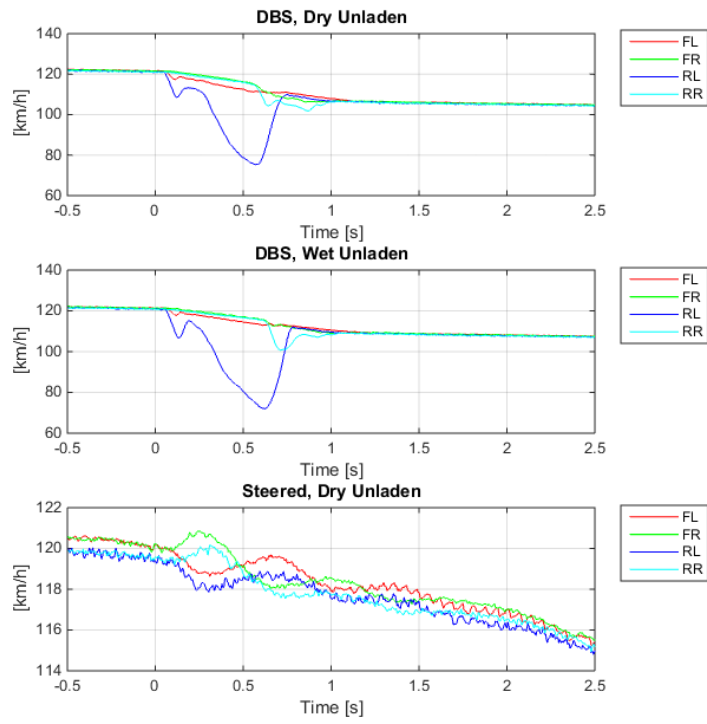 DBS, Dry Unladen
140
120
100
80
60
[km/h]
-0.5 0 0.5 1 1.5 2 2.5
Time [s]
FL
FR
RL
RR
DBS, Wet Unladen
140
120
100
80
60
[km/h]
-0.5 0 0.5 1 1.5 2 2.5
Time [s]
FL
FR
RL
RR
Steered, Dry Unladen
122
120
118
116
114
[km/h]
-0.5 0 0.5 1 1.5 2 2.5
Time [s]
FL
FR
RL
RR